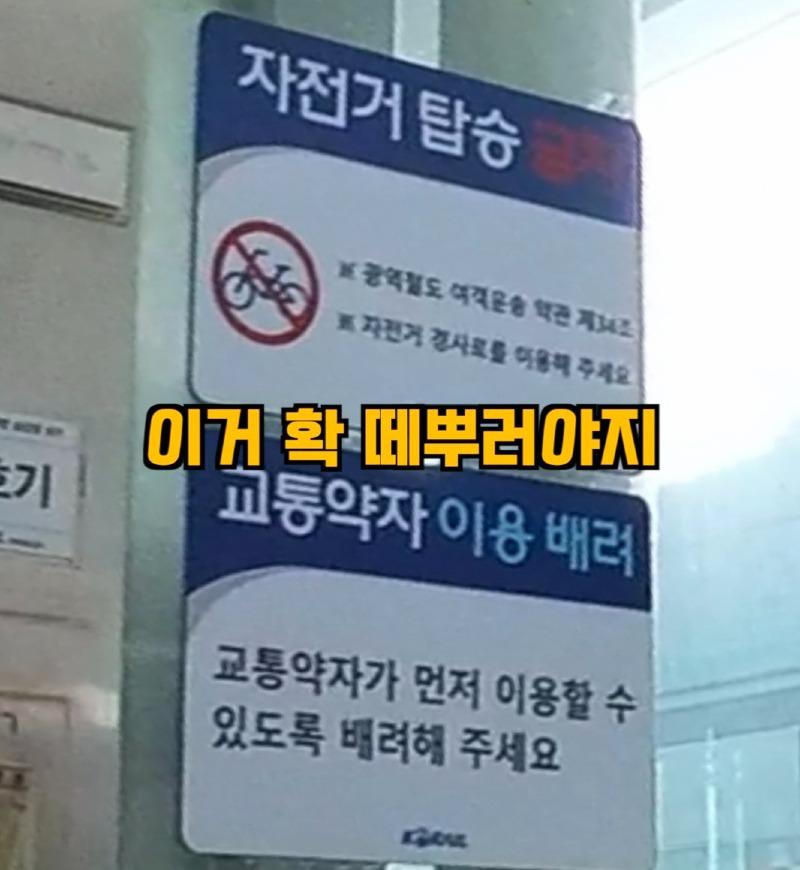 자전거 탑승 금지
※ 광역철도 여객운송 약관 제34조
※ 자전거 경사로를 이용해 주세요
이거 확 떼뿌러야지
교통약자 이용 배려
교통약자가 먼저 이용할 수
있도록 배려해 주세요
KORAIL